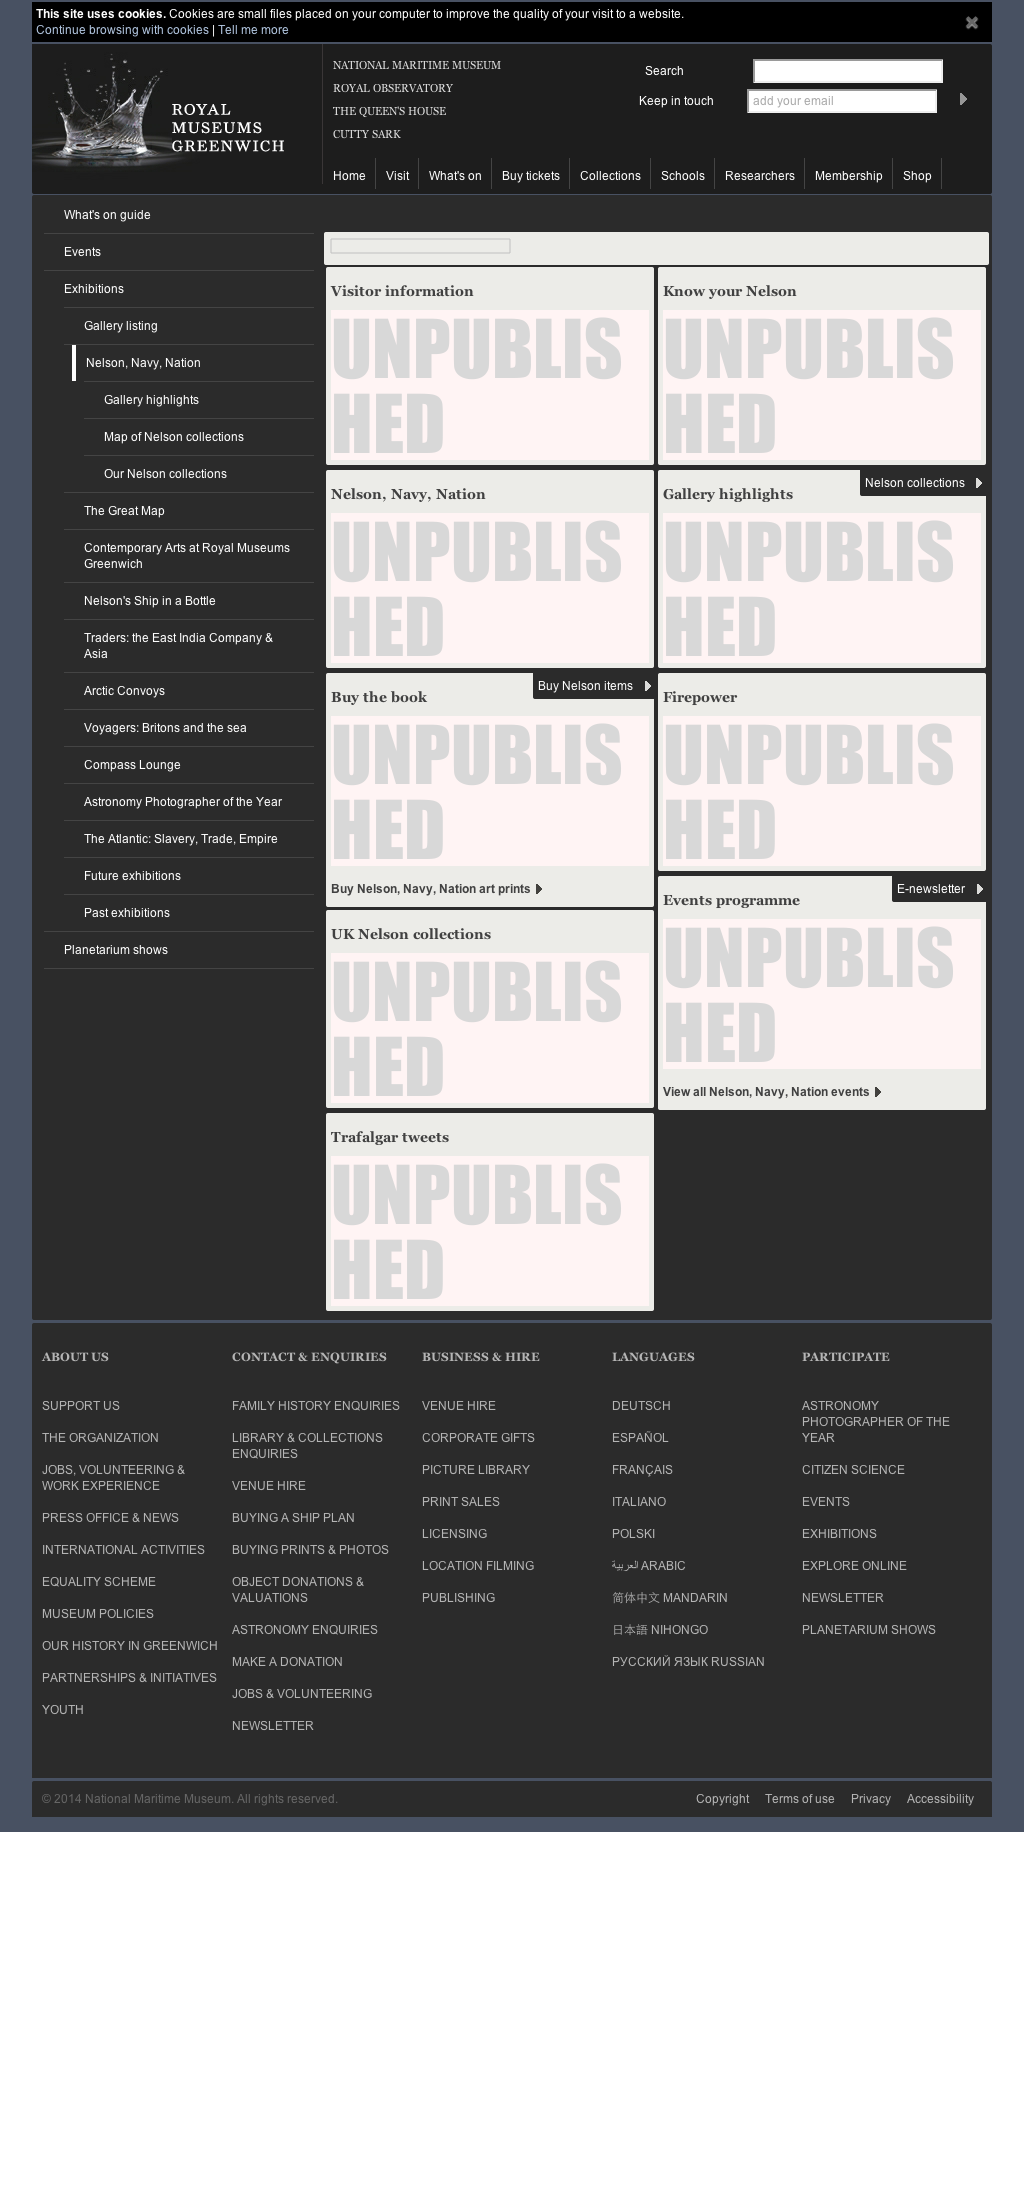 This site uses cookies. Cookies are small files placed on your computer to improve the quality of your visit to a website.
Continue browsing with cookies | Tell me more
ROYAL
MUSEUMS
GREENWICH
NATIONAL MARITIME MUSEUM
ROYAL OBSERVATORY
THE QUEEN'S HOUSE
CUTTY SARK
Search
Keep in touch add your email
Home Visit What's on Buy tickets Collections Schools Researchers Membership Shop
What's on guide
Events
Exhibitions
Gallery listing
Nelson, Navy, Nation
Gallery highlights
Map of Nelson collections
Our Nelson collections
The Great Map
Contemporary Arts at Royal Museums
Greenwich
Nelson's Ship in a Bottle
Traders: the East India Company &
Asia
Arctic Convoys
Voyagers: Britons and the sea
Compass Lounge
Astronomy Photographer of the Year
The Atlantic: Slavery, Trade, Empire
Future exhibitions
Past exhibitions
Planetarium shows
Visitor information
UNPUBLIS
HED
Know your Nelson
UNPUBLIS
HED
Nelson, Navy, Nation
UNPUBLIS
HED
Nelson collections
Gallery highlights
UNPUBLIS
HED
Buy Nelson items
Buy the book
UNPUBLIS
HED
Buy Nelson, Navy, Nation art prints
Firepower
UNPUBLIS
HED
E-newsletter
Events programme
UNPUBLIS
HED
View all Nelson, Navy, Nation events
UK Nelson collections
UNPUBLIS
HED
Trafalgar tweets
UNPUBLIS
HED
ABOUT US
SUPPORT US
THE ORGANIZATION
JOBS, VOLUNTEERING &
WORK EXPERIENCE
PRESS OFFICE & NEWS
INTERNATIONAL ACTIVITIES
EQUALITY SCHEME
MUSEUM POLICIES
OUR HISTORY IN GREENWICH
PARTNERSHIPS & INITIATIVES
YOUTH
CONTACT & ENQUIRIES
FAMILY HISTORY ENQUIRIES
LIBRARY & COLLECTIONS
ENQUIRIES
VENUE HIRE
BUYING A SHIP PLAN
BUYING PRINTS & PHOTOS
OBJECT DONATIONS &
VALUATIONS
ASTRONOMY ENQUIRIES
MAKE A DONATION
JOBS & VOLUNTEERING
NEWSLETTER
BUSINESS & HIRE
VENUE HIRE
CORPORATE GIFTS
PICTURE LIBRARY
PRINT SALES
LICENSING
LOCATION FILMING
PUBLISHING
LANGUAGES
DEUTSCH
ESPAÑOL
FRANÇAIS
ITALIANO
POLSKI
العربية ARABIC
简体中文 MANDARIN
日本語 NIHONGO
РУССКИЙ ЯЗЫК RUSSIAN
PARTICIPATE
ASTRONOMY
PHOTOGRAPHER OF THE
YEAR
CITIZEN SCIENCE
EVENTS
EXHIBITIONS
EXPLORE ONLINE
NEWSLETTER
PLANETARIUM SHOWS
© 2014 National Maritime Museum. All rights reserved.
Copyright Terms of use Privacy Accessibility